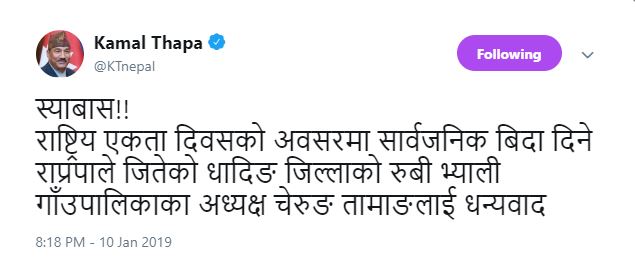 Kamal Thapa
@KTnepal
Following
स्याबास!!
राष्ट्रिय एकता दिवसको अवसरमा सार्वजनिक बिदा दिने
राप्रपाले जितेको धादिङ जिल्लाको रुबी भ्याली
गाँउपालिकाका अध्यक्ष चेरुङ तामाङलाई धन्यवाद
8:18 PM - 10 Jan 2019